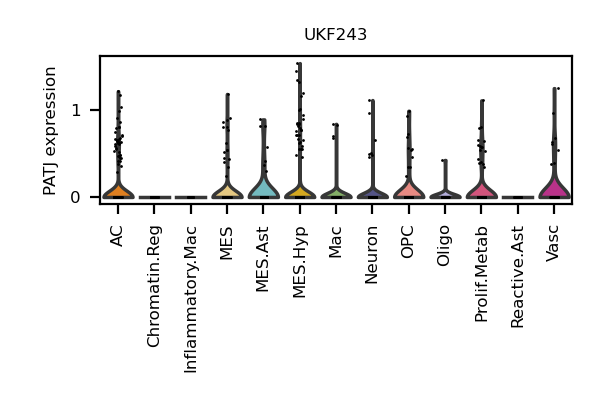 UKF243
PATJ expression
1
0
AC
Chromatin.Reg
Inflammatory.Mac
MES
MES.Ast
MES.Hyp
Mac
Neuron
OPC
Oligo
Prolif.Metab
Reactive.Ast
Vasc